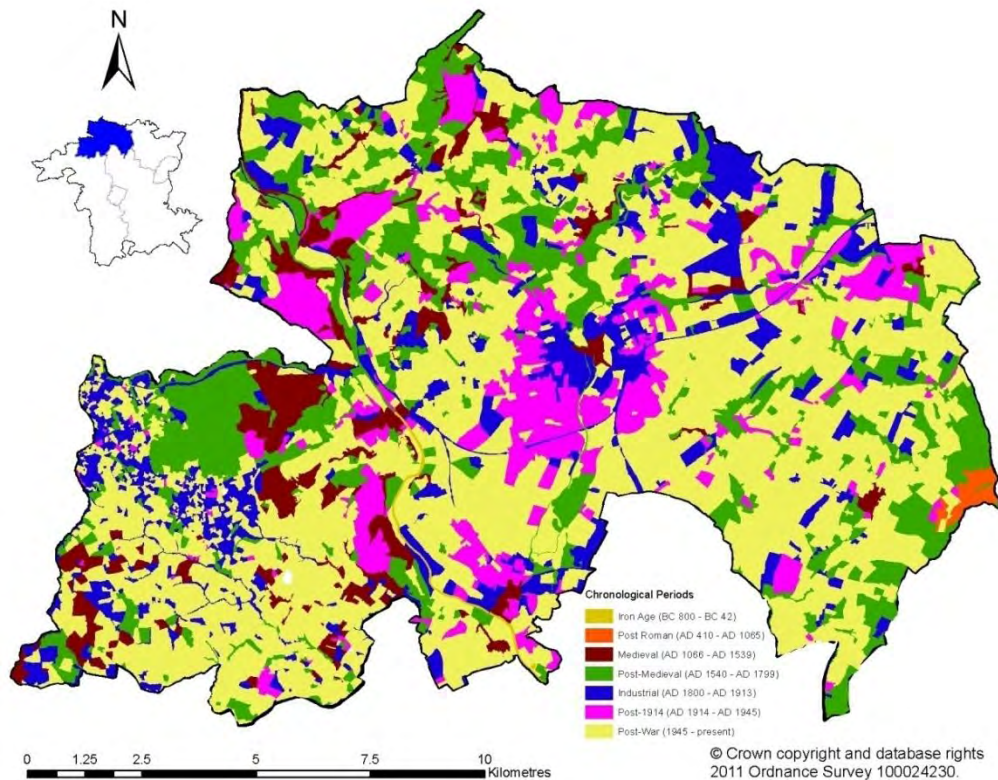 N
Chronological Periods
Iron Age (BC 800 - BC 42)
Post Roman (AD 410 - AD 1065)
Medieval (AD 1066 - AD 1539)
Post-Medieval (AD 1540 - AD 1799)
Industrial (AD 1800 - AD 1913)
Post-1914 (AD 1914 - AD 1945)
Post-War (1945 - present)
0 1.25 2.5 5 7.5 10
Kilometres
© Crown copyright and database rights
2011 Ordnance Survey 100024230